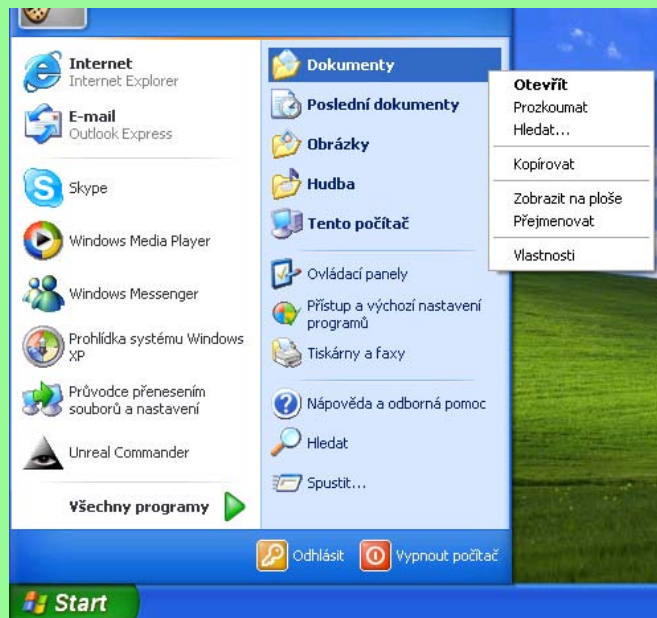 Internet
Internet Explorer
E-mail
Outlook Express
Skype
Windows Media Player
Windows Messenger
Prohlídka systému Windows
XP
Průvodce přenesením
souborů a nastavení
Unreal Commander
Všechny programy
Dokumenty
Poslední dokumenty
Obrázky
Hudba
Tento počítač
Ovládací panely
Přístup a výchozí nastavení
programů
Tiskárny a faxy
Nápověda a odborná pomoc
Hledat
Spustit...
Otevřít
Prozkoumat
Hledat...
Kopírovat
Zobrazit na ploše
Přejmenovat
Vlastnosti
Odhlásit
Vypnout počítač
Start